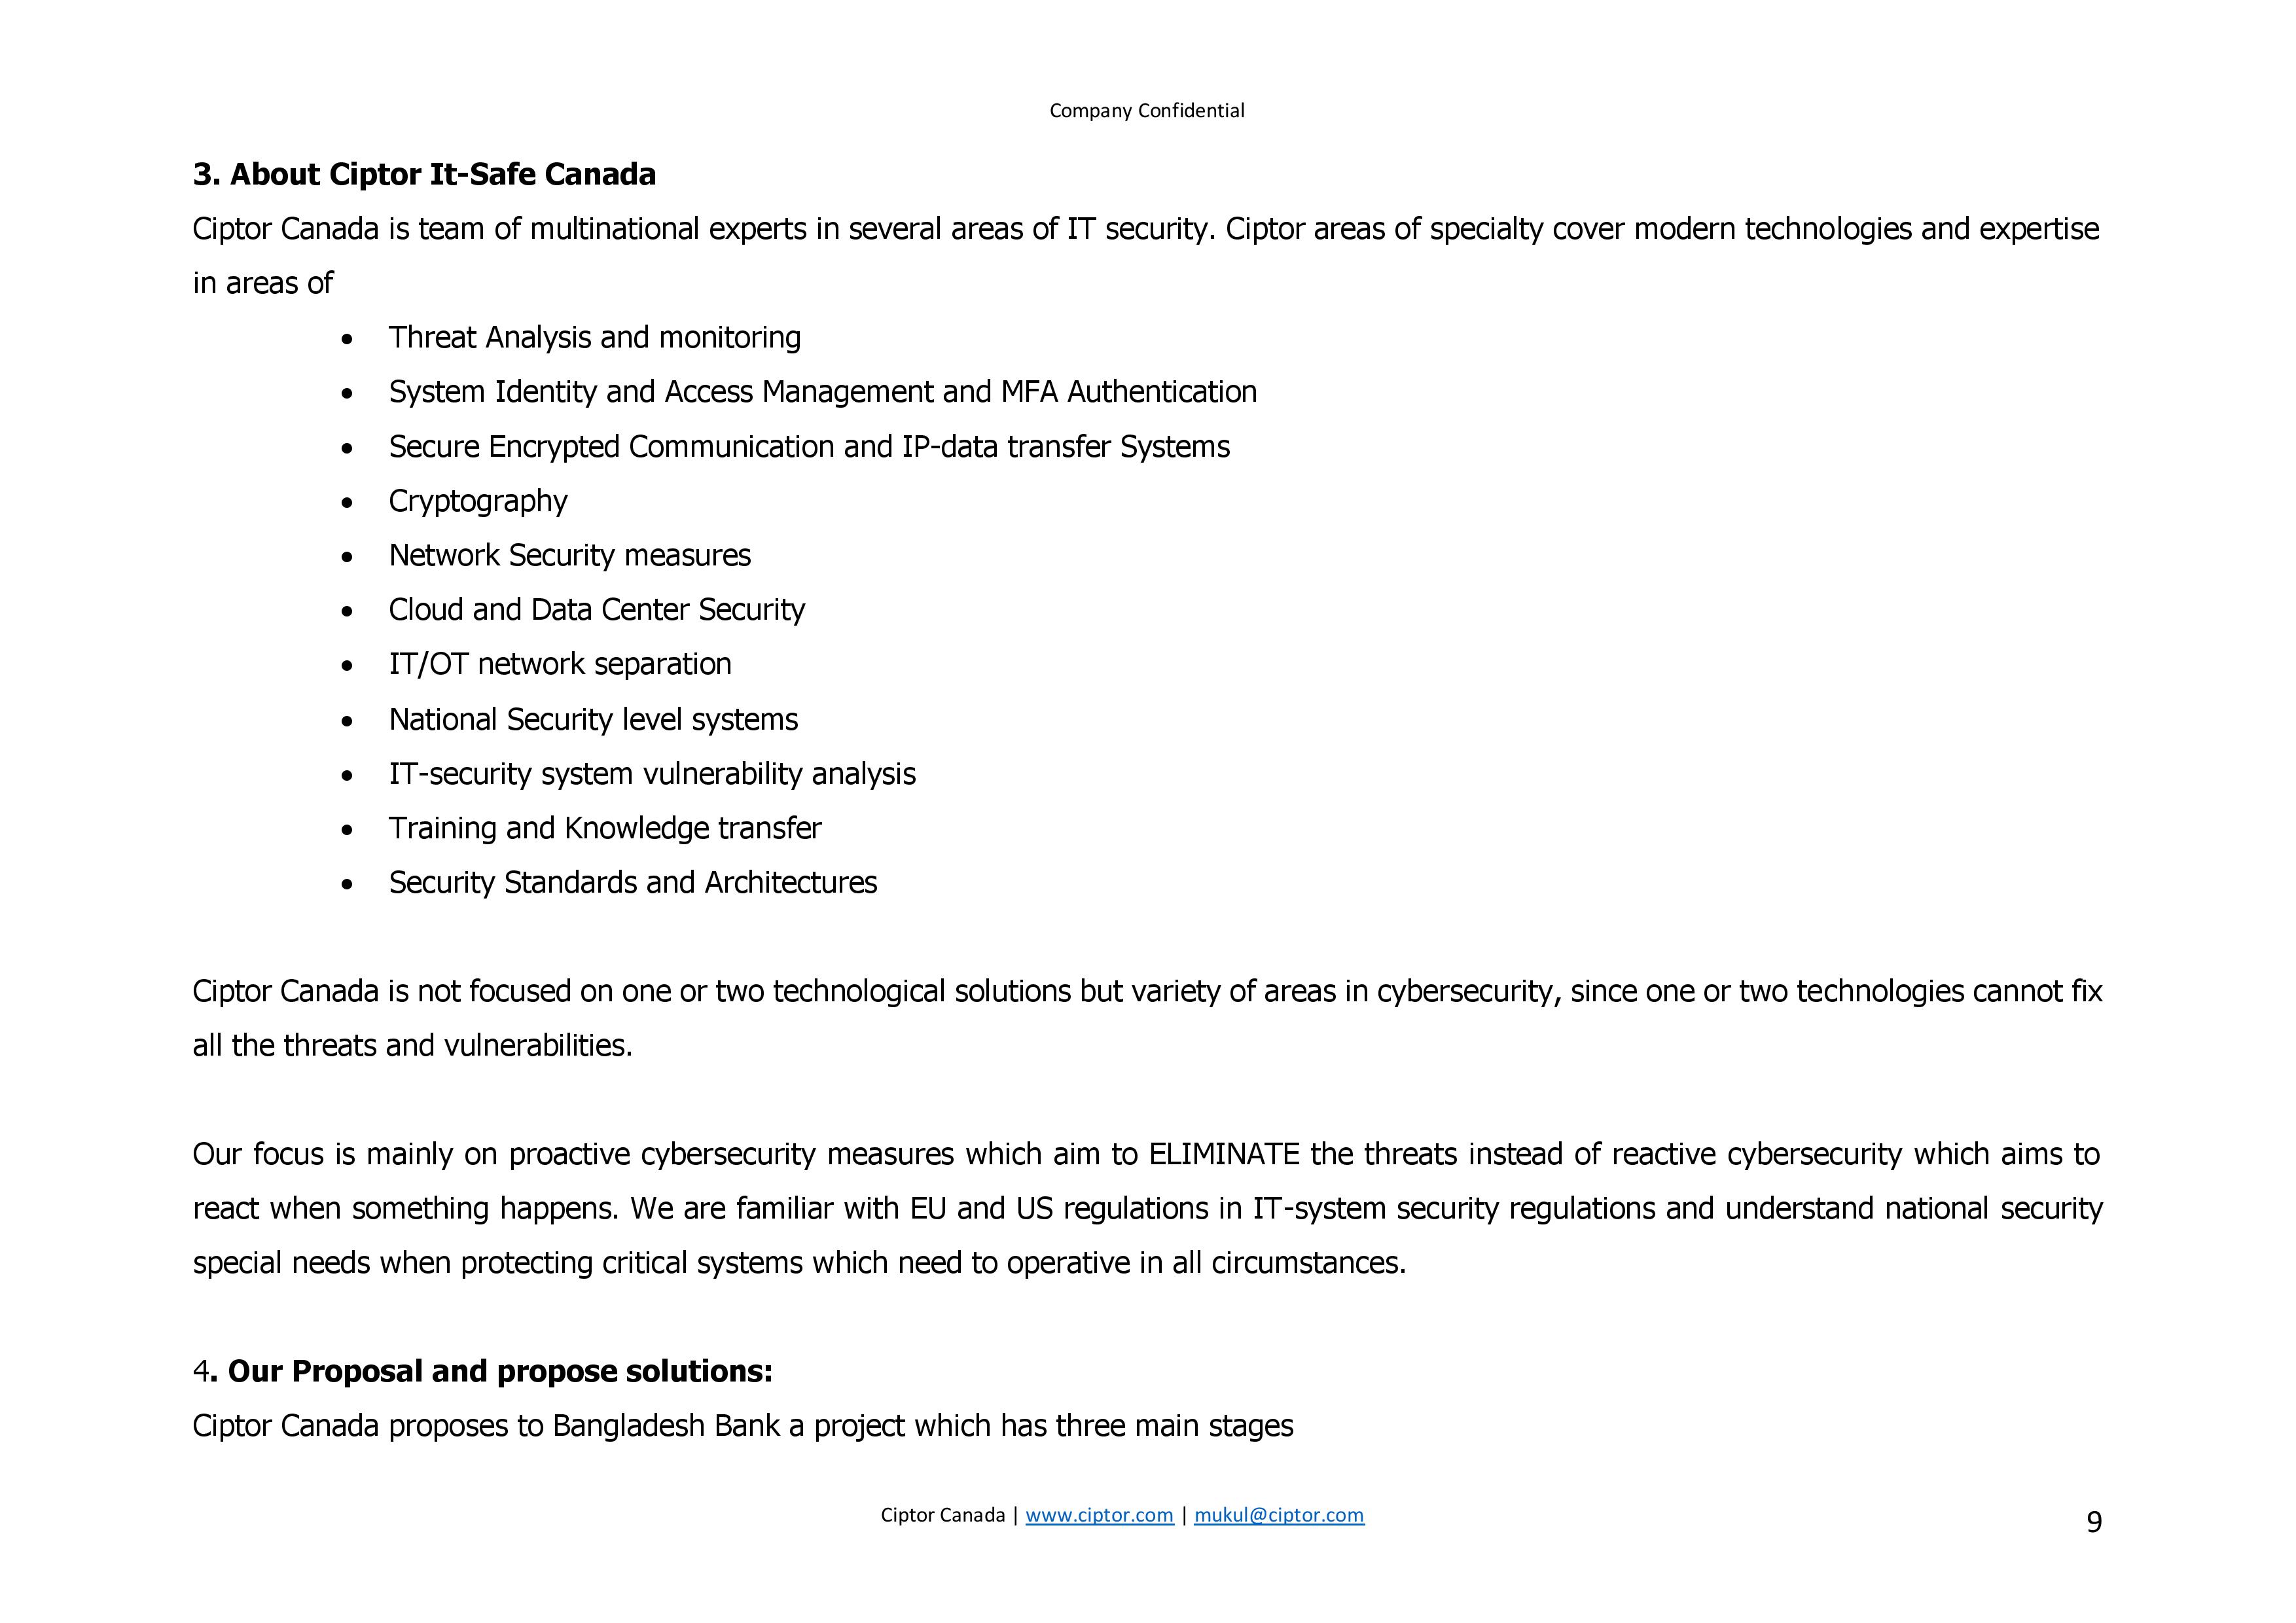 Company Confidential
3. About Ciptor It-Safe Canada
Ciptor Canada is team of multinational experts in several areas of IT security. Ciptor areas of specialty cover modern technologies and expertise
in areas of
• Threat Analysis and monitoring
• System Identity and Access Management and MFA Authentication
• Secure Encrypted Communication and IP-data transfer Systems
• Cryptography
• Network Security measures
• Cloud and Data Center Security
• IT/OT network separation
• National Security level systems
• IT-security system vulnerability analysis
• Training and Knowledge transfer
• Security Standards and Architectures
Ciptor Canada is not focused on one or two technological solutions but variety of areas in cybersecurity, since one or two technologies cannot fix
all the threats and vulnerabilities.
Our focus is mainly on proactive cybersecurity measures which aim to ELIMINATE the threats instead of reactive cybersecurity which aims to
react when something happens. We are familiar with EU and US regulations in IT-system security regulations and understand national security
special needs when protecting critical systems which need to operative in all circumstances.
4. Our Proposal and propose solutions:
Ciptor Canada proposes to Bangladesh Bank a project which has three main stages
Ciptor Canada | www.ciptor.com | mukul@ciptor.com
9